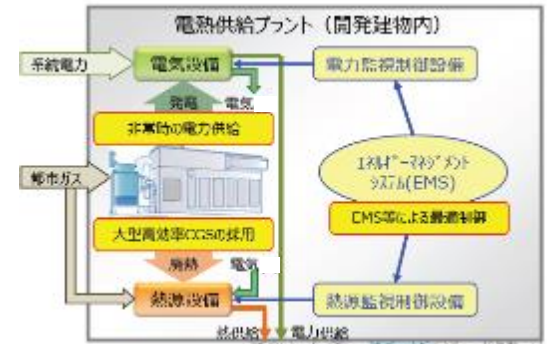 電熱供給プラント（開発建物内）
系統電力
電気設備
電力監視制御設備
発電
電気
非常時の電力供給
エネルギーマネジメント
システム(EMS)
都市ガス
EMS等による最適制御
大型高効率CGSの採用
廃熱
電気
熱源設備
熱源監視制御設備
熱供給
電力供給